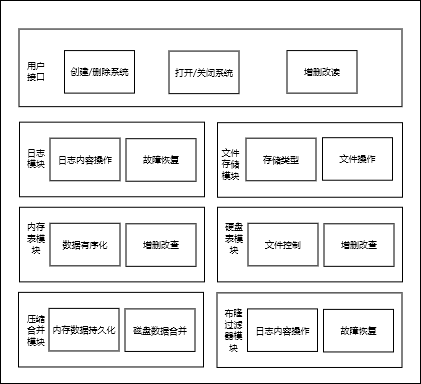 用户
接口
创建/删除系统
打开/关闭系统
增删改读
日志
模块
日志内容操作
故障恢复
文件
存储
模块
存储类型
文件操作
内存
表模
块
数据有序化
增删改查
硬盘
表模
块
文件控制
增删改查
压缩
合并
模块
内存数据持久化
磁盘数据合并
布隆
过滤
器模
块
日志内容操作
故障恢复